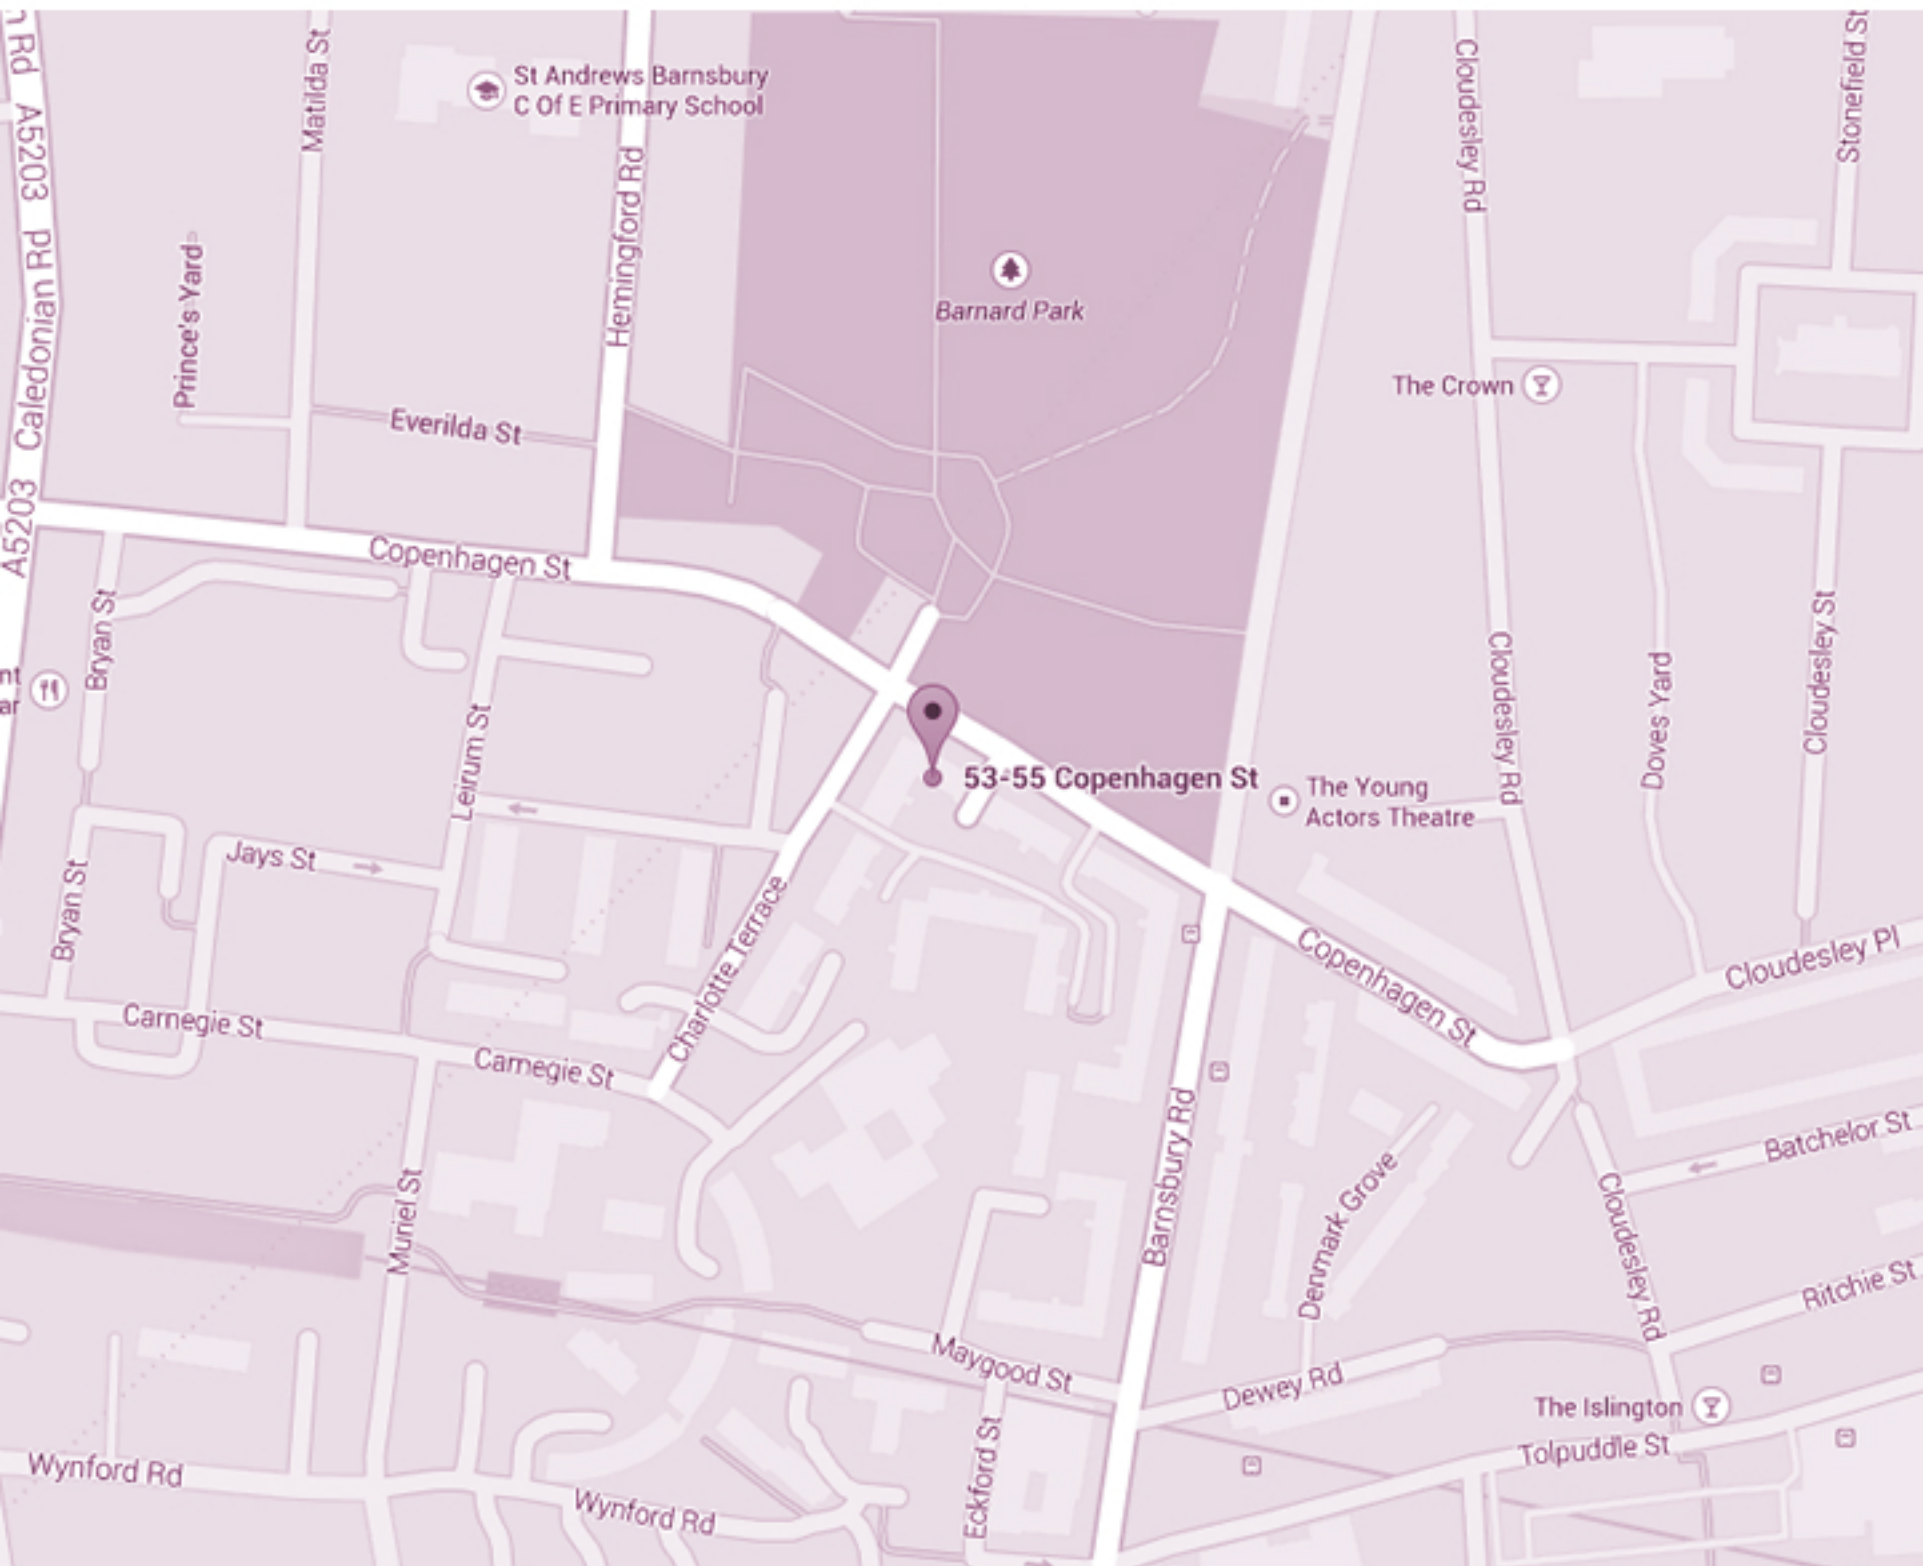 n Rd
A5203
Caledonian Rd
A5203
Matilda St
St Andrews Barnsbury
C Of E Primary School
Hemingford Rd
Cloudesley Rd
Stonefield St
Prince's Yard
Barnard Park
The Crown
Everilda St
Copenhagen St
Bryan St
nt
ar
Leirum St
Cloudesley Rd
Doves Yard
Cloudesley St
53-55 Copenhagen St
The Young
Actors Theatre
Jays St
Bryan St
Charlotte Terrace
Copenhagen St
Cloudesley Pl
Carnegie St
Carnegie St
Batchelor St
Muriel St
Barnsbury Rd
Denmark Grove
Cloudesley Rd
Ritchie St
Maygood St
Dewey Rd
The Islington
Tolpuddle St
Wynford Rd
Wynford Rd
Eckford St